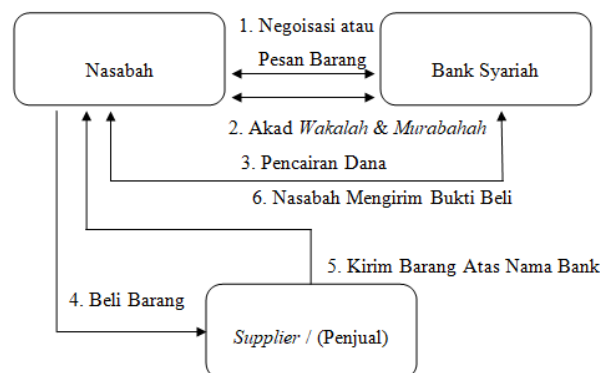 1. Negoisasi atau
Pesan Barang
Nasabah
Bank Syariah
2. Akad Wakalah & Murabahah
3. Pencairan Dana
6. Nasabah Mengirim Bukti Beli
5. Kirim Barang Atas Nama Bank
4. Beli Barang
Supplier / (Penjual)